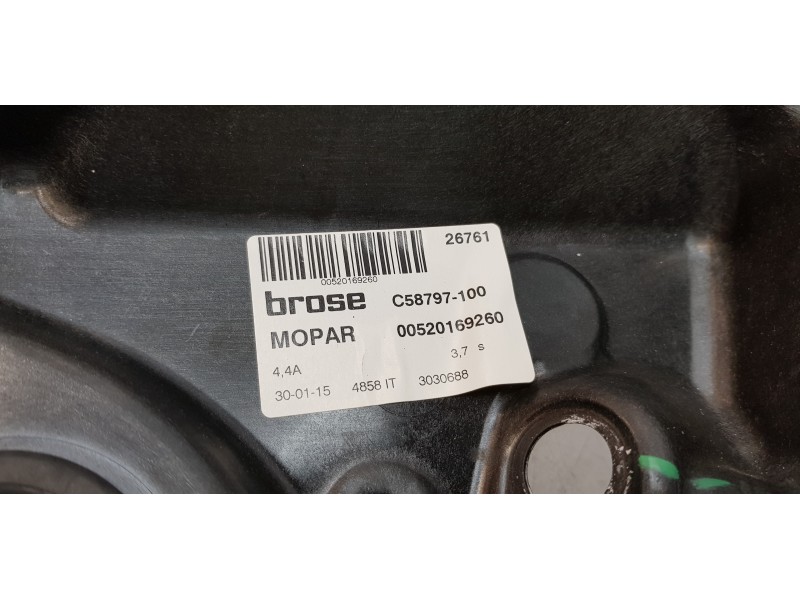 26761
00520169260
brose C58797-100
MOPAR 00520169260
4,4A 3,7 s
30-01-15 4858 IT 3030688